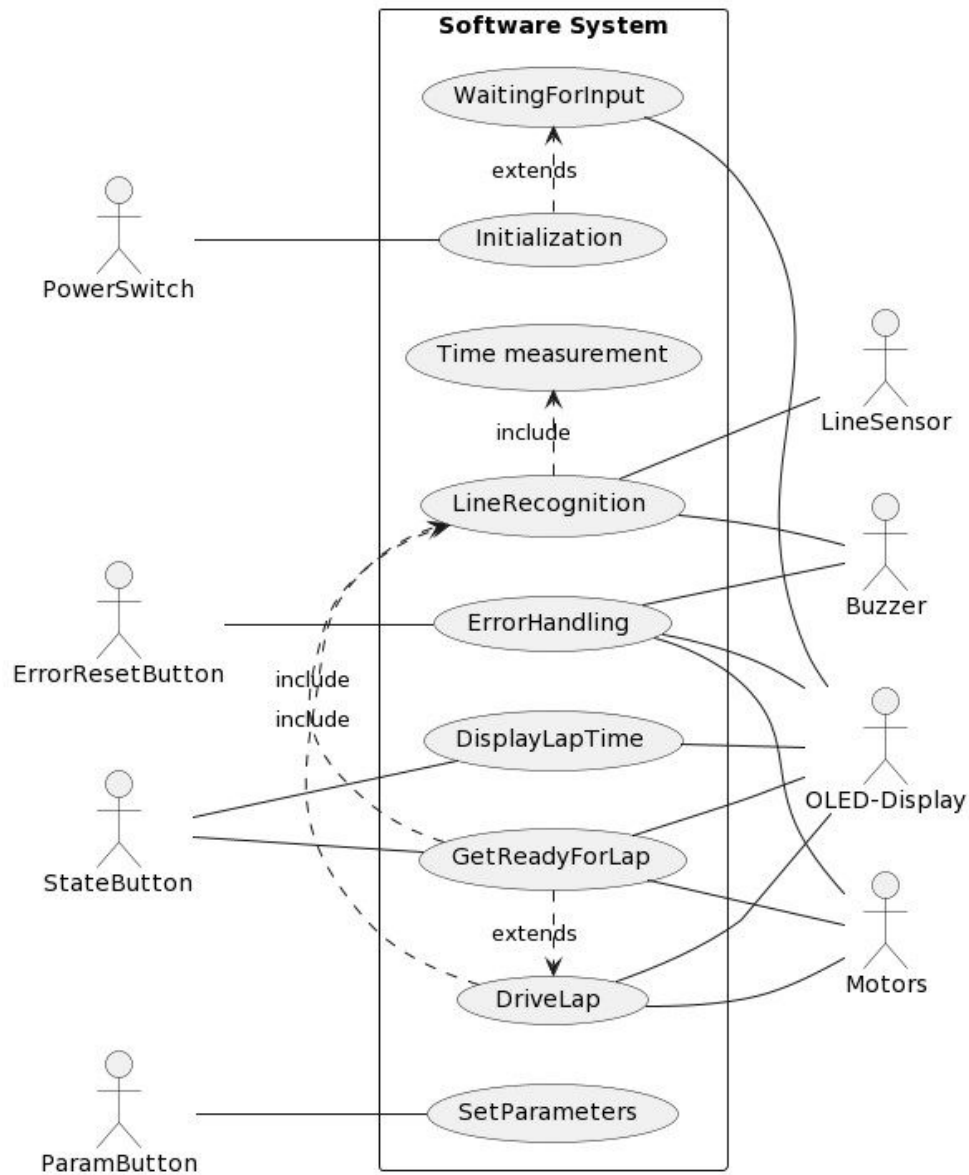 Software System
WaitingForInput
extends
PowerSwitch
Initialization
Time measurement
include
LineSensor
LineRecognition
Buzzer
ErrorResetButton
ErrorHandling
include
include
DisplayLapTime
OLED-Display
StateButton
GetReadyForLap
extends
Motors
DriveLap
ParamButton
SetParameters